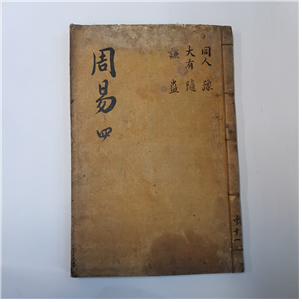 周易 四
同人 豫
大有 隨
謙 蠱